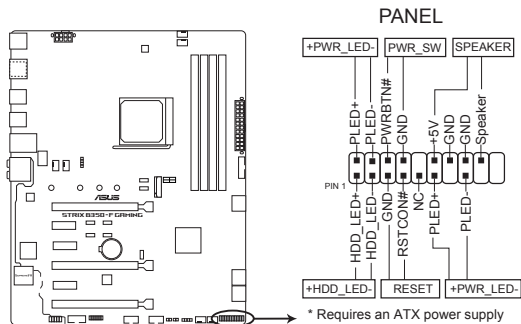 PANEL
+PWR_LED-
PWR_SW
SPEAKER
PLED+
PLED-
PWRBTN#
GND
+5V
GND
GND
Speaker
PIN 1
HDD_LED+
HDD_LED-
GND
RSTCON#
NC
PLED+
PLED-
+HDD_LED-
RESET
+PWR_LED-
* Requires an ATX power supply
ASUS
STRIX B350-F GAMING